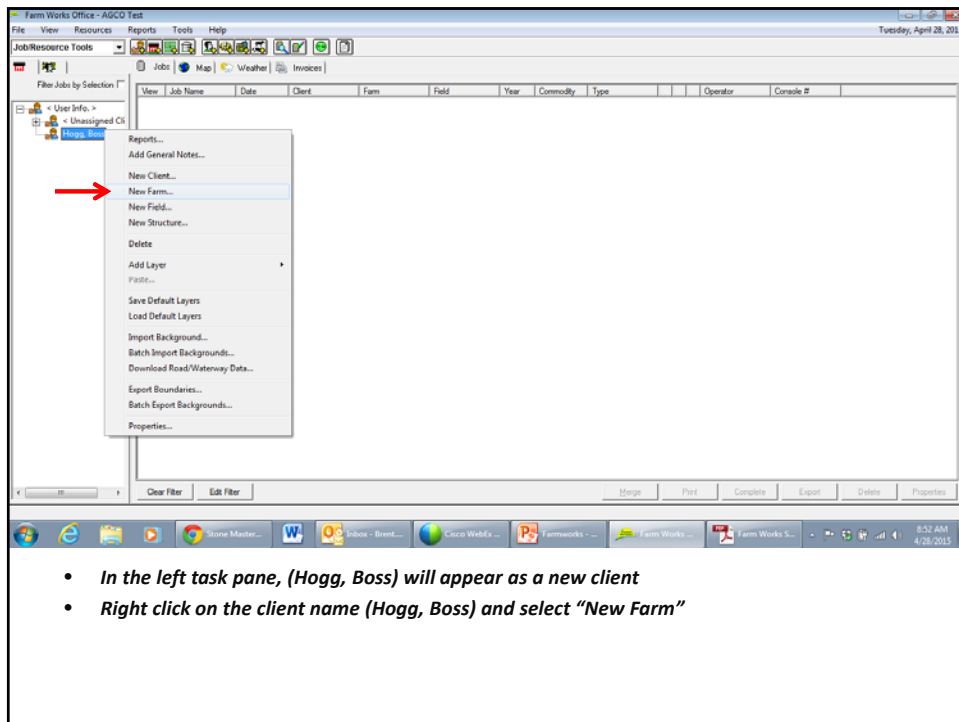 Farm Works Office - AGCO Test
File View Resources Reports Tools Help Tuesday, April 28, 201
Job/Resource Tools
Jobs Map Weather Invoices
Filter Jobs by Selection
View Job Name Date Client Farm Field Year Commodity Type Operator Console #
< User Info. >
< Unassigned Cli
Hogg, Boss
Reports...
Add General Notes...
New Client...
New Farm...
New Field...
New Structure...
Delete
Add Layer
Paste...
Save Default Layers
Load Default Layers
Import Background...
Batch Import Backgrounds...
Download Road/Waterway Data...
Export Boundaries...
Batch Export Backgrounds...
Properties...
Clear Filter Edit Filter Merge Print Complete Export Delete Properties
Stone Master... Inbox - Brent... Cisco WebEx ... Farmworks - ... Farm Works ... Farm Works S... 8:52 AM
4/28/2015
• In the left task pane, (Hogg, Boss) will appear as a new client
• Right click on the client name (Hogg, Boss) and select “New Farm”